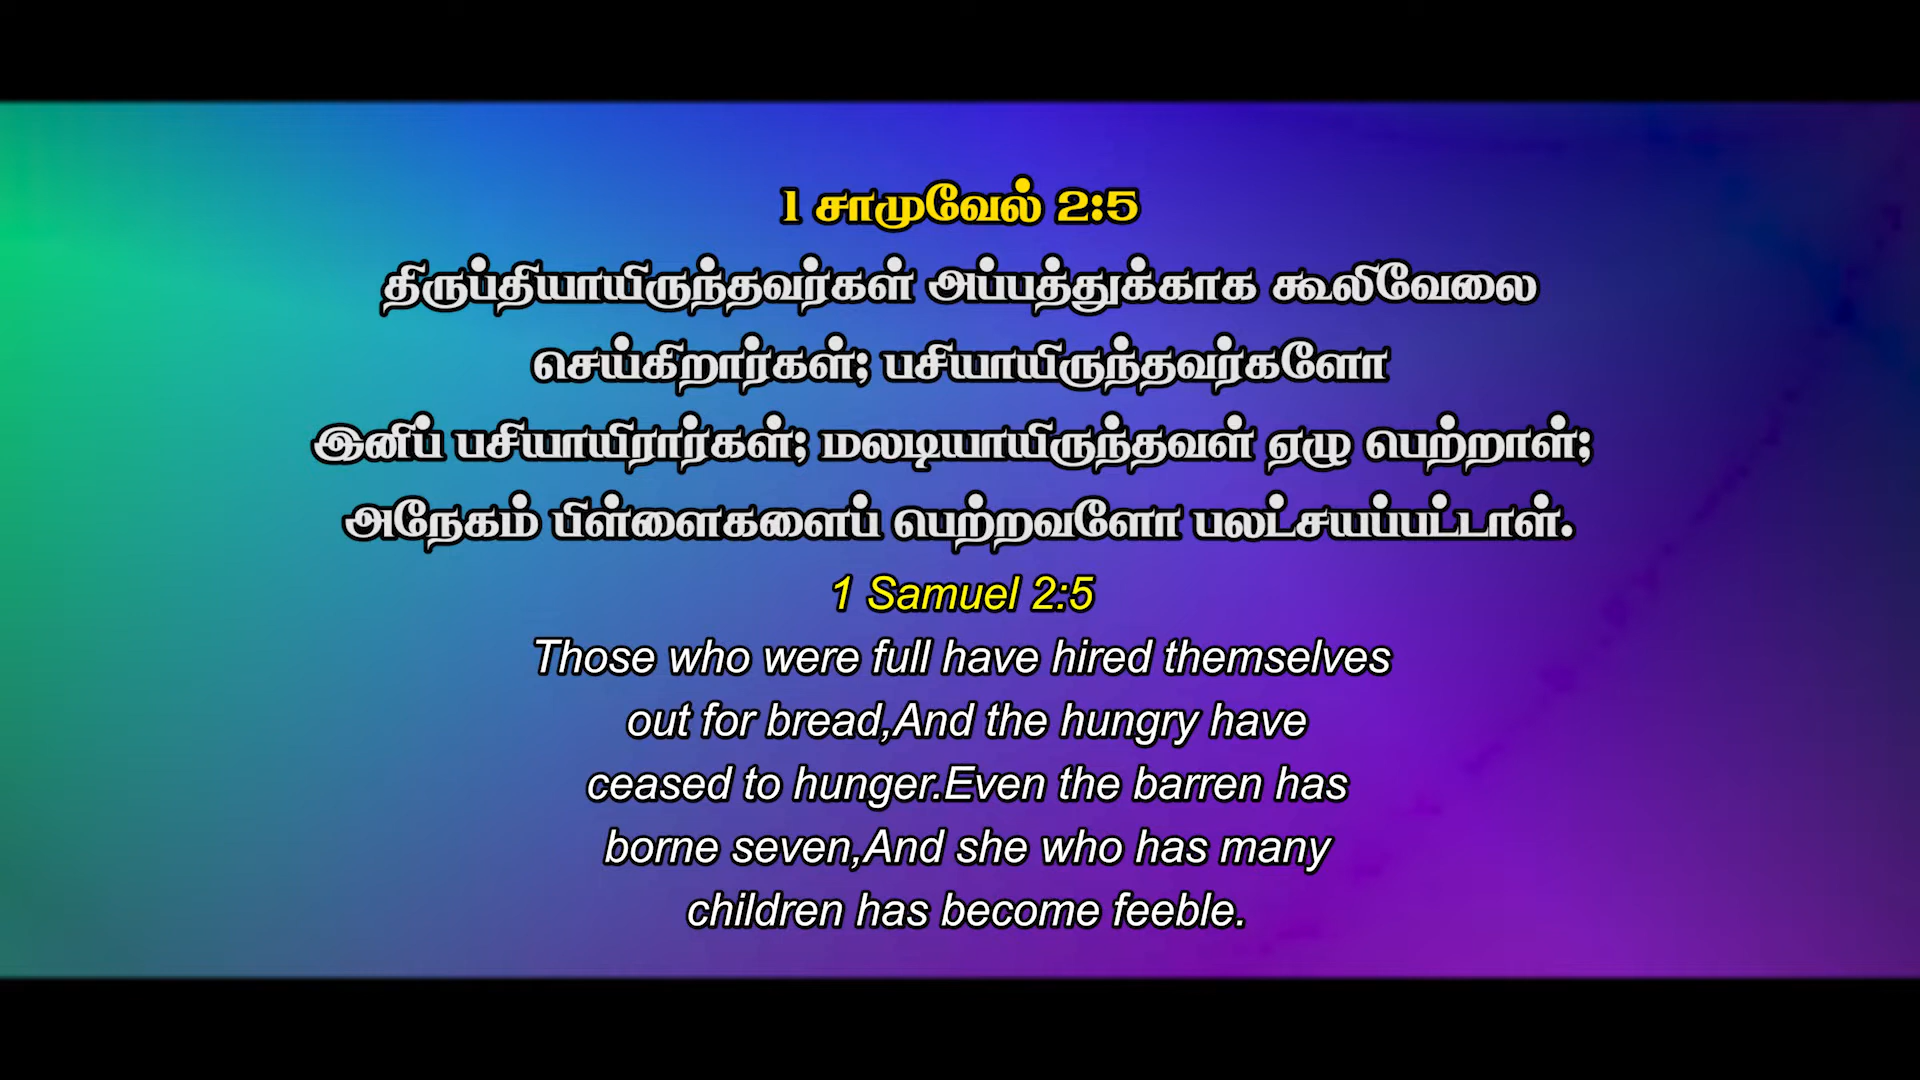 1 சாமுவேல் 2:5
திருப்தியாயிருந்தவர்கள் அப்பத்துக்காக கூலிவேலை
செய்கிறார்கள்; பசியாயிருந்தவர்களோ
இனிப் பசியாயிரார்கள்; மலடியாயிருந்தவள் ஏழு பெற்றாள்;
அநேகம் பிள்ளைகளைப் பெற்றவளோ பலட்சயப்பட்டாள்.
1 Samuel 2:5
Those who were full have hired themselves
out for bread,And the hungry have
ceased to hunger.Even the barren has
borne seven,And she who has many
children has become feeble.